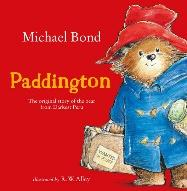 Michael Bond
Paddington
The original story of the bear
from Darkest Peru
illustrated by R. W. Alley